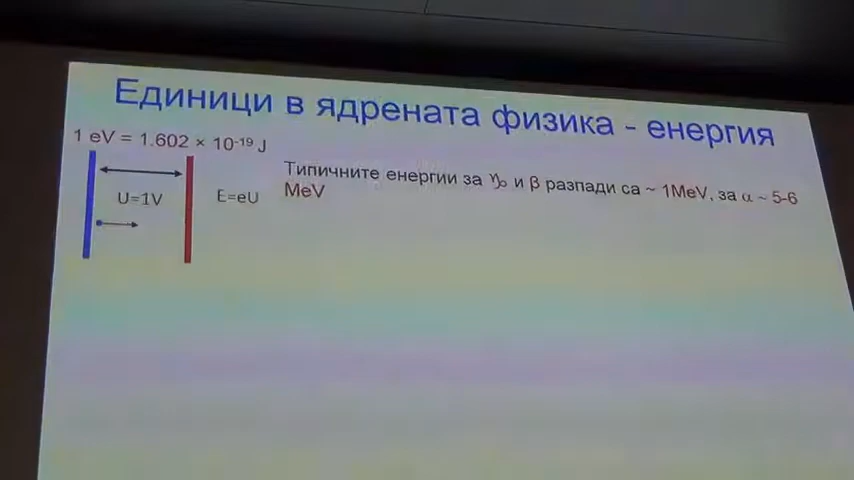 Единици в ядрената физика - енергия
1 eV = 1.602 × 10⁻¹⁹ J
U=1V
E=eU
Типичните енергии за ♑ и β разпади са ~ 1MeV, за α ~ 5-6
MeV